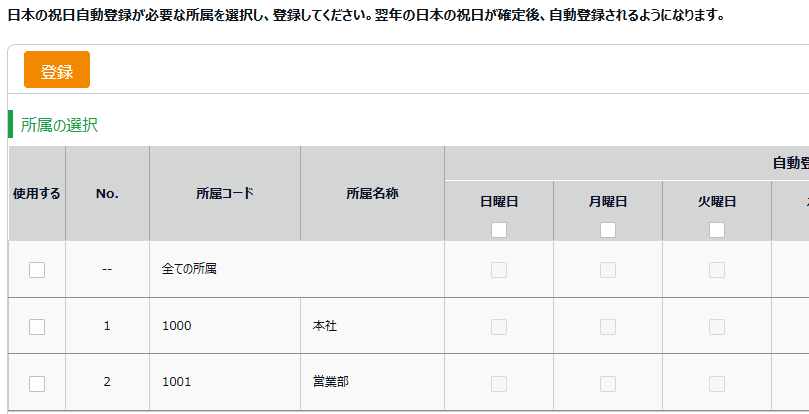 日本の祝日自動登録が必要な所属を選択し、登録してください。翌年の日本の祝日が確定後、自動登録されるようになります。
登録
所属の選択
自動登
使用する No. 所属コード 所属名称 日曜日 月曜日 火曜日
-- 全ての所属
1 1000 本社
2 1001 営業部